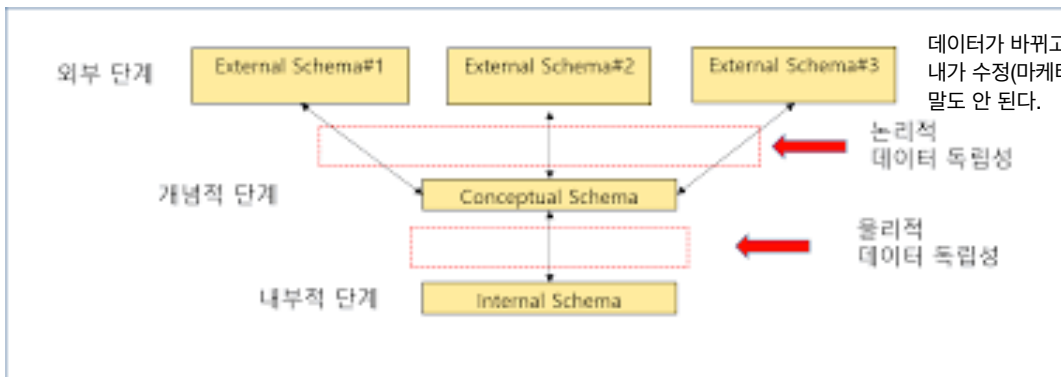 데이터가 바뀌고
내가 수정(마케
말도 안 된다.
외부 단계
External Schema#1
External Schema#2
External Schema#3
논리적
데이터 독립성
개념적 단계
Conceptual Schema
물리적
데이터 독립성
내부적 단계
Internal Schema